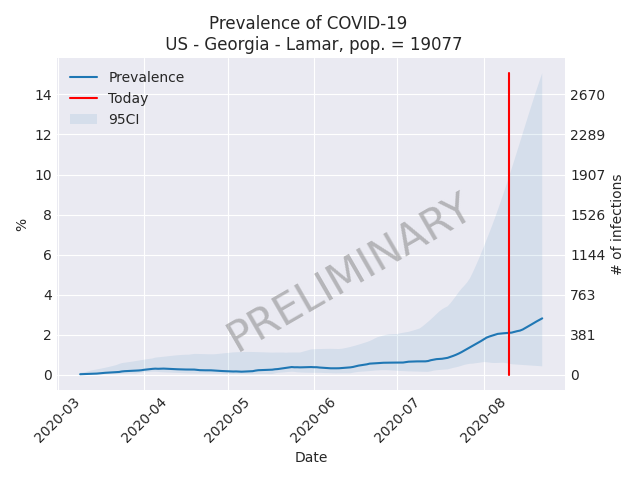 Prevalence of COVID-19
US - Georgia - Lamar, pop. = 19077
Prevalence
Today
95CI
14
12
10
8
6
4
2
0
%
2670
2289
1907
1526
1144
763
381
0
# of infections
PRELIMINARY
2020-03
2020-04
2020-05
2020-06
2020-07
2020-08
Date